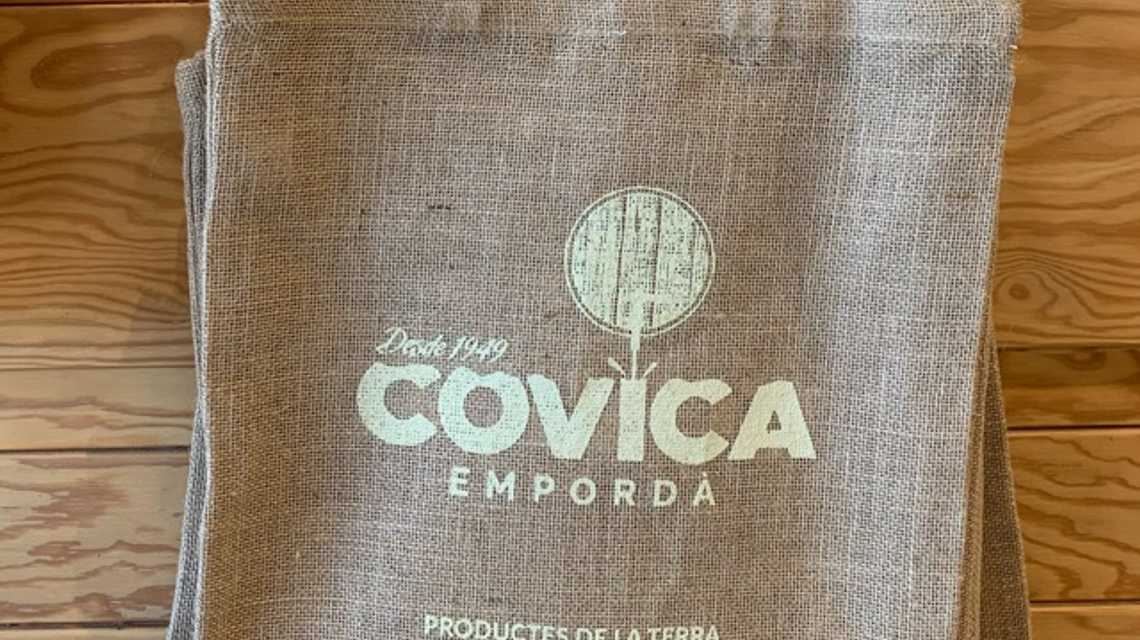 Desde 1949
COVICA
EMPORDÀ
PRODUCTES DE LA TERRA